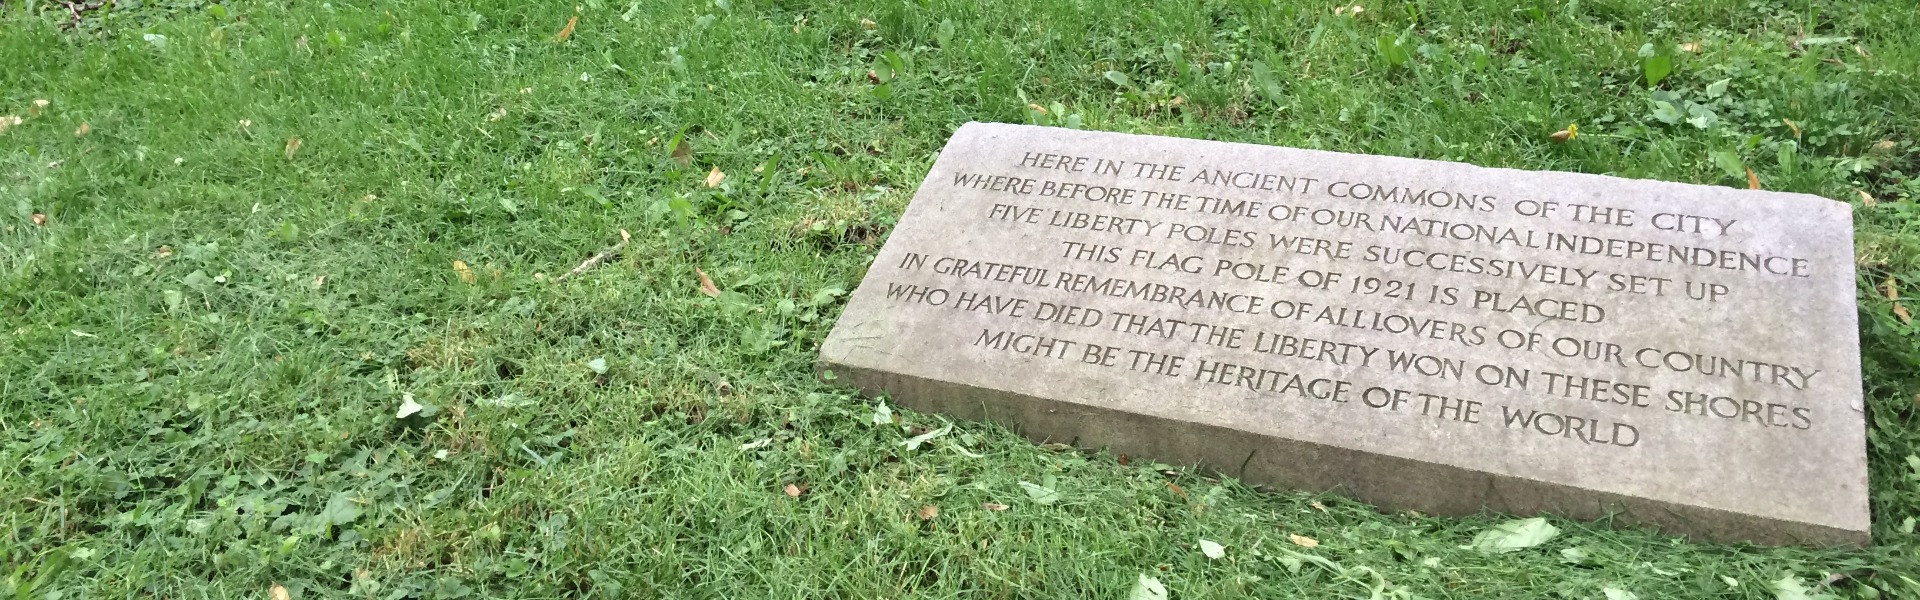 HERE IN THE ANCIENT COMMONS OF THE CITY
WHERE BEFORE THE TIME OF OUR NATIONAL INDEPENDENCE
FIVE LIBERTY POLES WERE SUCCESSIVELY SET UP
THIS FLAG POLE OF 1921 IS PLACED
IN GRATEFUL REMEMBRANCE OF ALL LOVERS OF OUR COUNTRY
WHO HAVE DIED THAT THE LIBERTY WON ON THESE SHORES
MIGHT BE THE HERITAGE OF THE WORLD